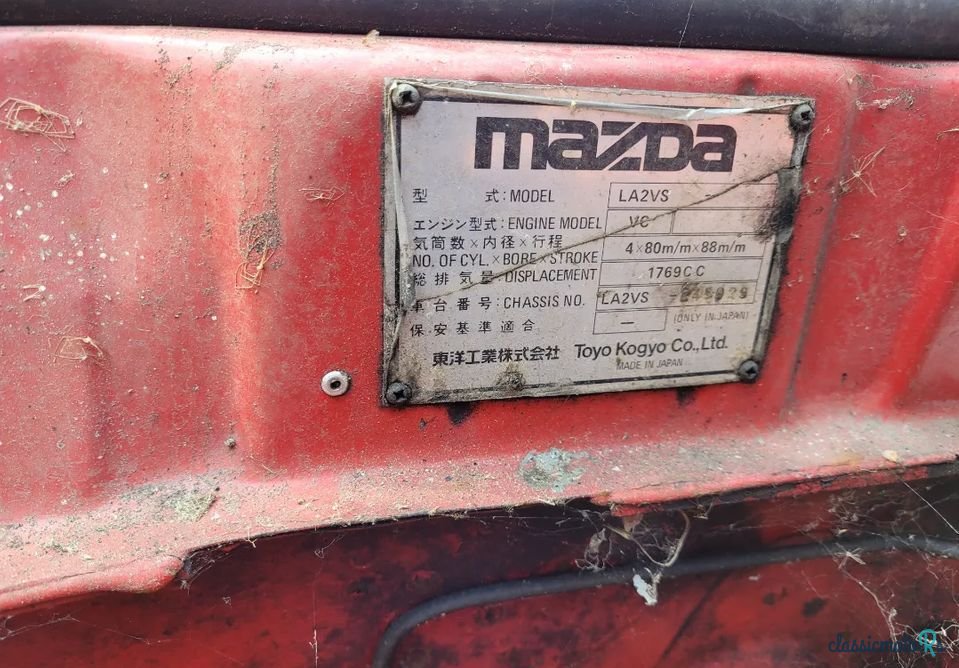 mazDa
型 式:MODEL LA2VS
エンジン型式:ENGINE MODEL VC
気筒数×内径×行程
NO. OF CYL.×BORE×STROKE 4×80m/m×88m/m
総排気量:DISPLACEMENT 1769CC
車台番号:CHASSIS NO. LA2VS
保安基準適合 — (ONLY IN JAPAN)
東洋工業株式会社 Toyo Kogyo Co.,Ltd.
MADE IN JAPAN